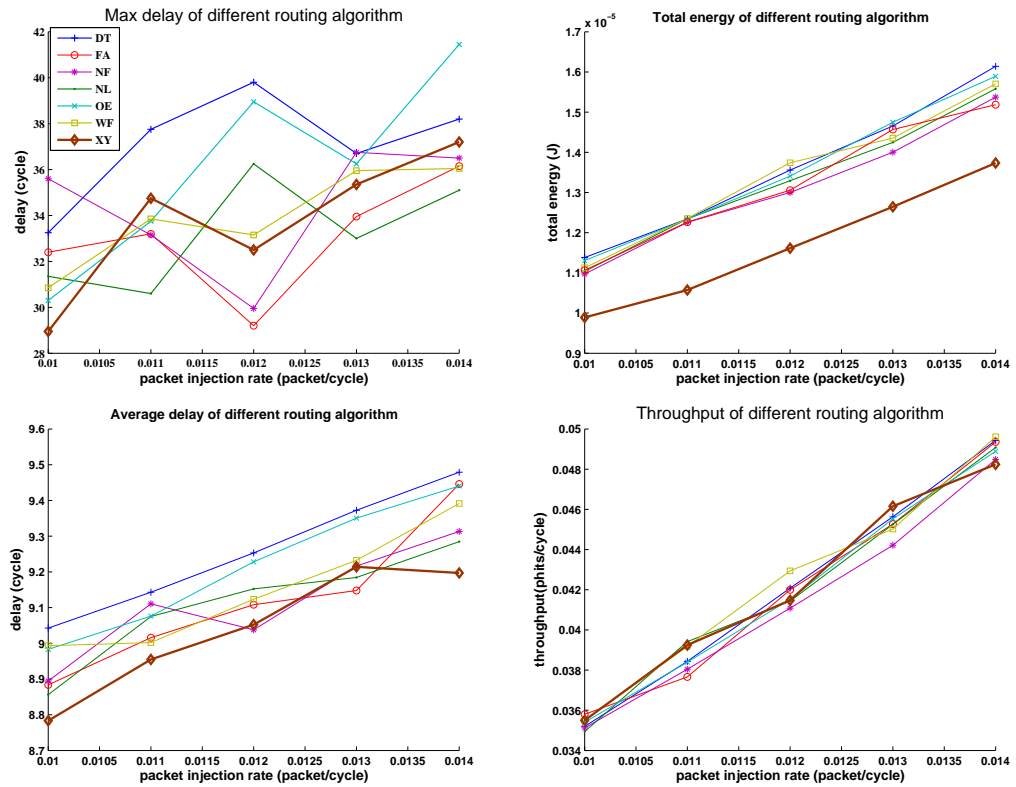 Max delay of different routing algorithm
42
40
38
36
34
32
30
28
delay (cycle)
DT
FA
NF
NL
OE
WF
XY
0.01 0.0105 0.011 0.0115 0.012 0.0125 0.013 0.0135 0.014
packet injection rate (packet/cycle)
Total energy of different routing algorithm
x 10⁻⁵
1.7
1.6
1.5
1.4
1.3
1.2
1.1
1
0.9
total energy (J)
0.01 0.0105 0.011 0.0115 0.012 0.0125 0.013 0.0135 0.014
packet injection rate (packet/cycle)
Average delay of different routing algorithm
9.6
9.5
9.4
9.3
9.2
9.1
9
8.9
8.8
8.7
delay (cycle)
0.01 0.0105 0.011 0.0115 0.012 0.0125 0.013 0.0135 0.014
packet injection rate (packet/cycle)
Throughput of different routing algorithm
0.05
0.048
0.046
0.044
0.042
0.04
0.038
0.036
0.034
throughput(phits/cycle)
0.01 0.0105 0.011 0.0115 0.012 0.0125 0.013 0.0135 0.014
packet injection rate (packet/cycle)